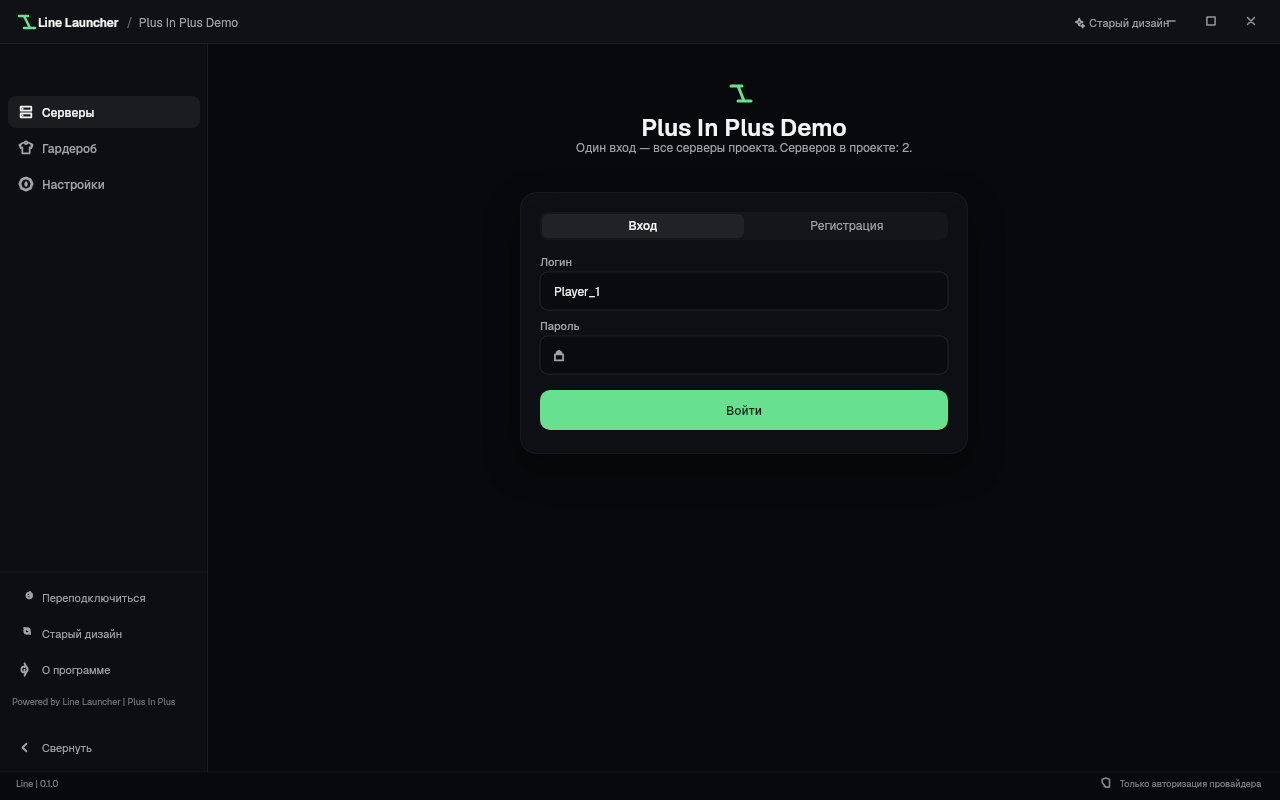 Line Launcher / Plus In Plus Demo
Старый дизайн
Серверы
Гардероб
Настройки
Plus In Plus Demo
Один вход — все серверы проекта. Серверов в проекте: 2.
Вход
Регистрация
Логин
Player_1
Пароль
Войти
Переподключиться
Старый дизайн
О программе
Powered by Line Launcher | Plus In Plus
Свернуть
Line | 0.1.0
Только авторизация провайдера